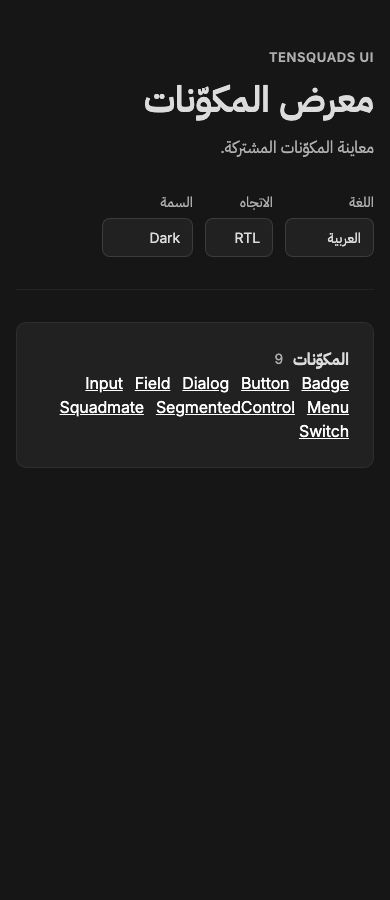 TENSQUADS UI
معرض المكوّنات
معاينة المكوّنات المشتركة.
اللغة الاتجاه السمة
العربية RTL Dark
المكوّنات 9
Badge Button Dialog Field Input
Menu SegmentedControl Squadmate
Switch